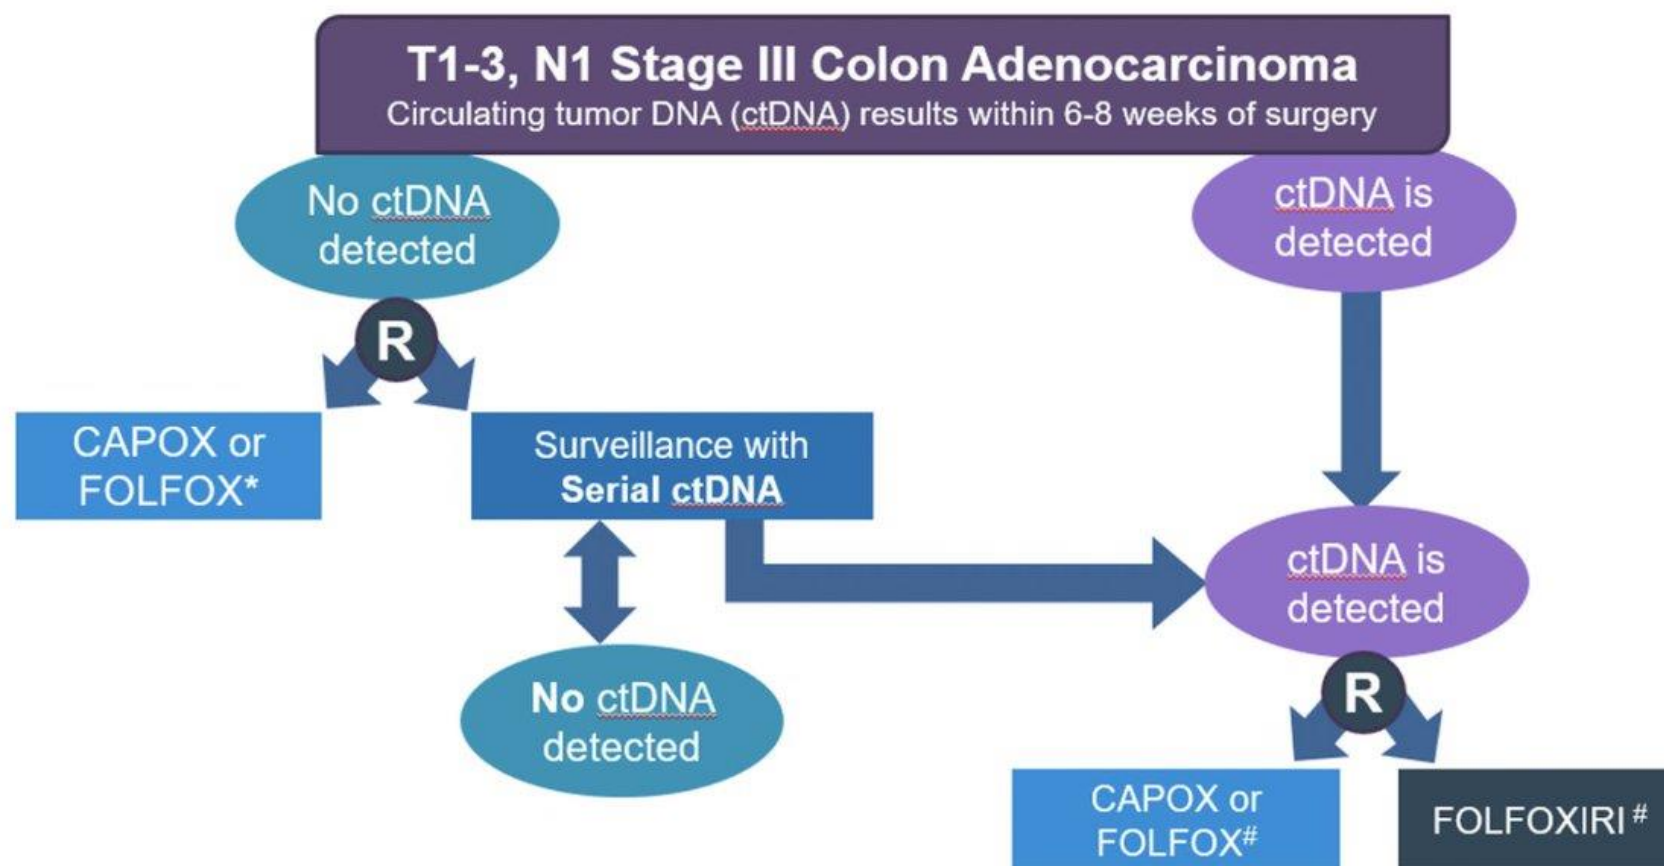 T1-3, N1 Stage III Colon Adenocarcinoma
Circulating tumor DNA (ctDNA) results within 6-8 weeks of surgery
No ctDNA
detected
ctDNA is
detected
R
CAPOX or
FOLFOX*
Surveillance with
Serial ctDNA
ctDNA is
detected
No ctDNA
detected
R
CAPOX or
FOLFOX#
FOLFOXIRI #